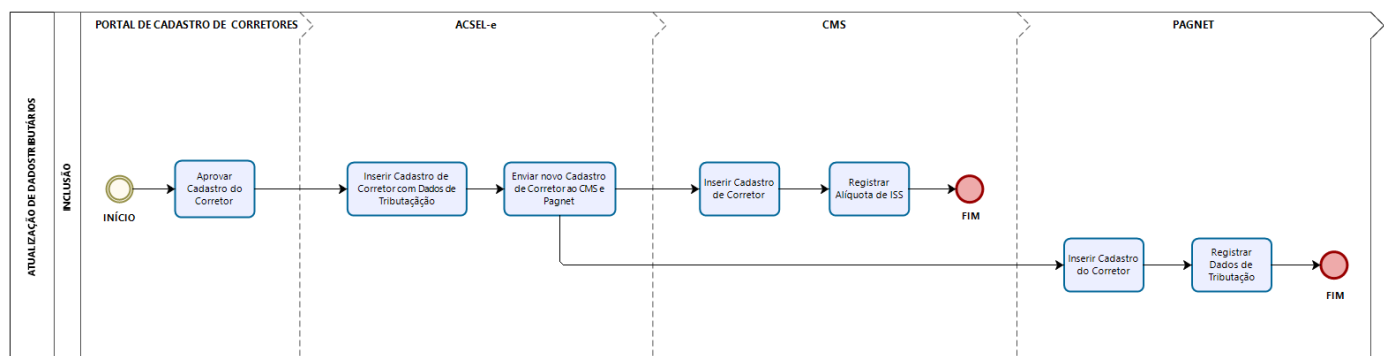 PORTAL DE CADASTRO DE CORRETORES
ACSEL-e
CMS
PAGNET
ATUALIZAÇÃO DE DADOSTRIBUTÁRIOS
INCLUSÃO
INÍCIO
Aprovar
Cadastro do
Corretor
Inserir Cadastro de
Corretor com Dados de
Tributaçãção
Enviar novo Cadastro
de Corretor ao CMS e
Pagnet
Inserir Cadastro
de Corretor
Registrar
Alíquota de ISS
FIM
Inserir Cadastro
do Corretor
Registrar
Dados de
Tributação
FIM